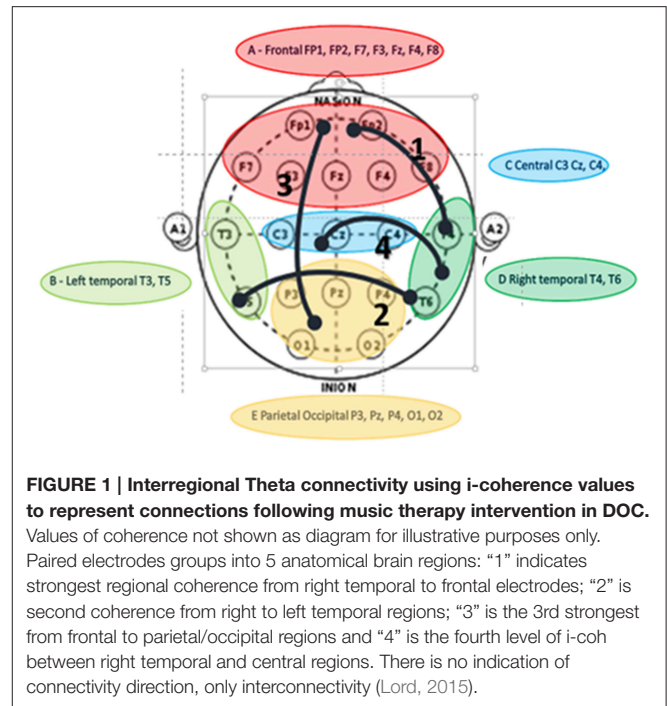 A - Frontal FP1, FP2, F7, F3, Fz, F4, F8
NASION
Fp1 Fp2
1
F7 F3 Fz F4 F8
3
C Central C3 Cz, C4,
A1 T3 C3 Cz C4 T4 A2
4
B - Left temporal T3, T5
D Right temporal T4, T6
T5 P3 Pz P4 T6
2
O1 O2
INION
E Parietal Occipital P3, Pz, P4, O1, O2
FIGURE 1 | Interregional Theta connectivity using i-coherence values
to represent connections following music therapy intervention in DOC.
Values of coherence not shown as diagram for illustrative purposes only.
Paired electrodes groups into 5 anatomical brain regions: “1” indicates
strongest regional coherence from right temporal to frontal electrodes; “2” is
second coherence from right to left temporal regions; “3” is the 3rd strongest
from frontal to parietal/occipital regions and “4” is the fourth level of i-coh
between right temporal and central regions. There is no indication of
connectivity direction, only interconnectivity (Lord, 2015).